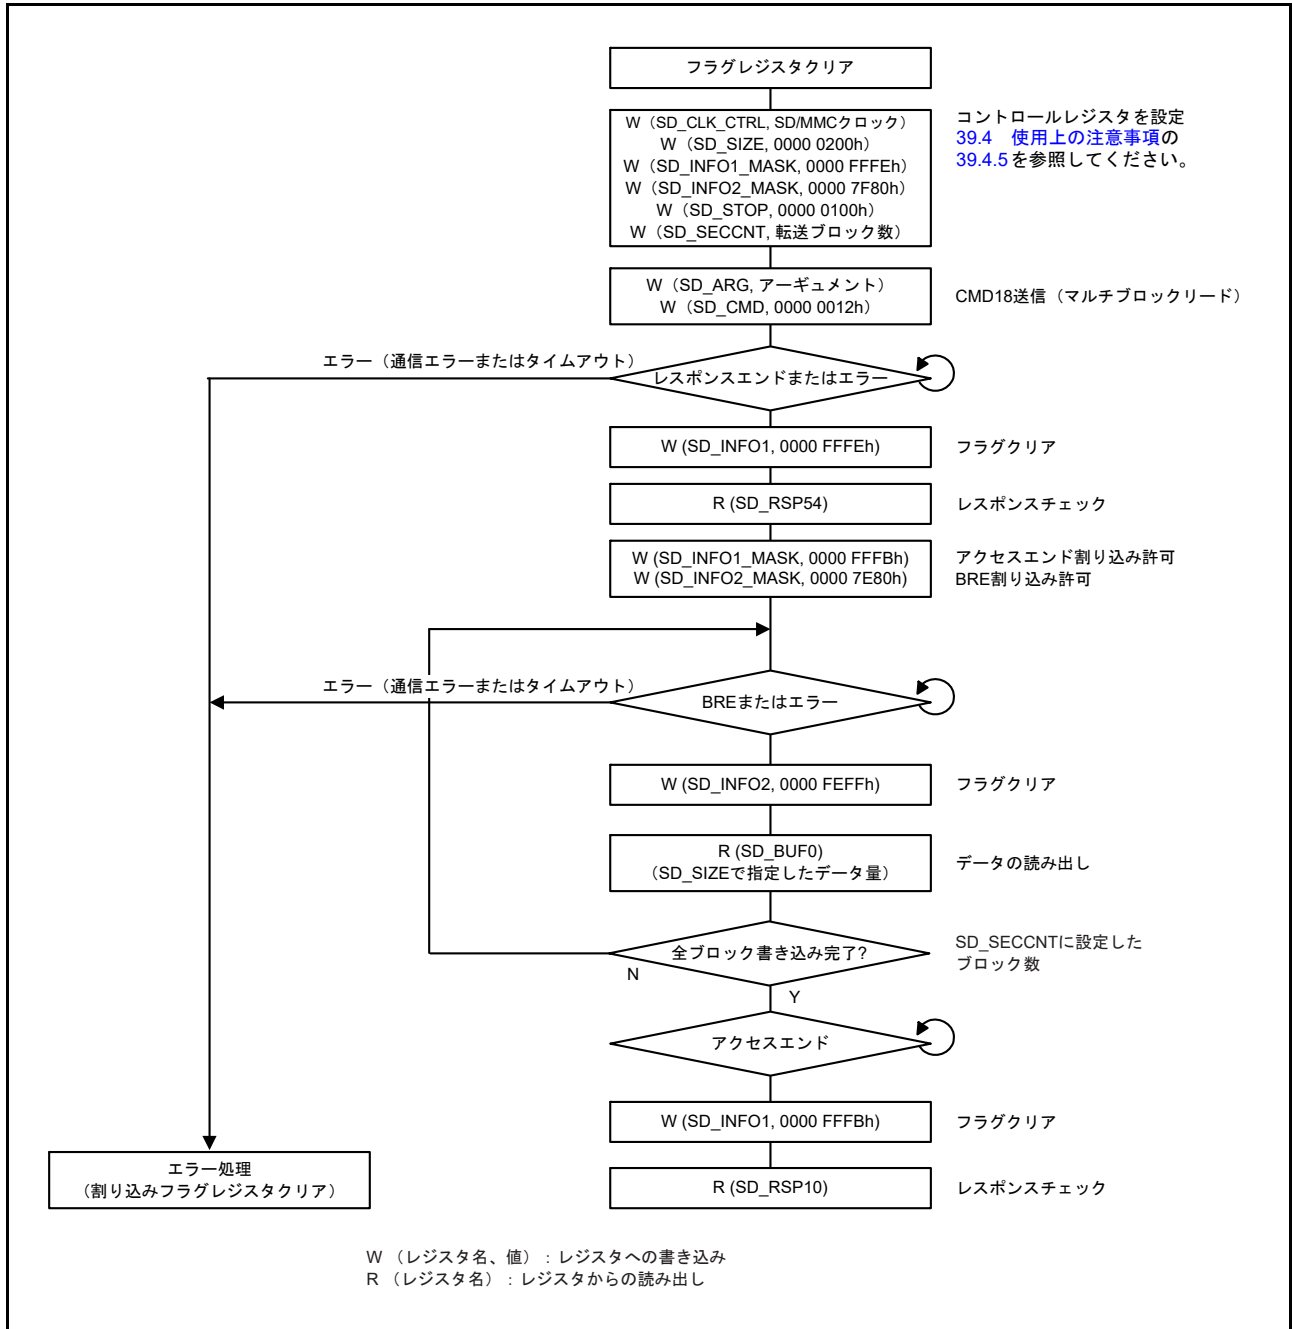 フラグレジスタクリア
W（SD_CLK_CTRL, SD/MMCクロック）
W（SD_SIZE, 0000 0200h）
W（SD_INFO1_MASK, 0000 FFFEh）
W（SD_INFO2_MASK, 0000 7F80h）
W（SD_STOP, 0000 0100h）
W（SD_SECCNT, 転送ブロック数）
コントロールレジスタを設定
39.4　使用上の注意事項の
39.4.5を参照してください。
W（SD_ARG, アーギュメント）
W（SD_CMD, 0000 0012h）
CMD18送信（マルチブロックリード）
エラー（通信エラーまたはタイムアウト）
レスポンスエンドまたはエラー
W (SD_INFO1, 0000 FFFEh)
フラグクリア
R (SD_RSP54)
レスポンスチェック
W (SD_INFO1_MASK, 0000 FFFBh)
W (SD_INFO2_MASK, 0000 7E80h)
アクセスエンド割り込み許可
BRE割り込み許可
エラー（通信エラーまたはタイムアウト）
BREまたはエラー
W (SD_INFO2, 0000 FEFFh)
フラグクリア
R (SD_BUF0)
（SD_SIZEで指定したデータ量）
データの読み出し
全ブロック書き込み完了?
SD_SECCNTに設定した
ブロック数
N
Y
アクセスエンド
W (SD_INFO1, 0000 FFFBh)
フラグクリア
エラー処理
（割り込みフラグレジスタクリア）
R (SD_RSP10)
レスポンスチェック
W （レジスタ名、値）：レジスタへの書き込み
R （レジスタ名）：レジスタからの読み出し